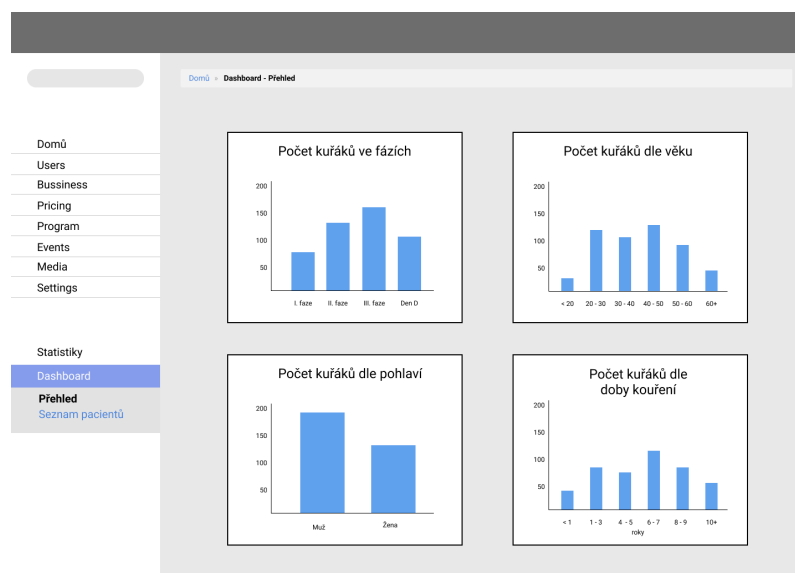 Domů » Dashboard - Přehled
Domů
Users
Bussiness
Pricing
Program
Events
Media
Settings
Statistiky
Dashboard
Přehled
Seznam pacientů
Počet kuřáků ve fázích
200
150
100
50
I. faze II. faze III. faze Den D
Počet kuřáků dle věku
200
150
100
50
< 20 20 - 30 30 - 40 40 - 50 50 - 60 60+
Počet kuřáků dle pohlaví
200
150
100
50
Muž Žena
Počet kuřáků dle
doby kouření
200
150
100
50
< 1 1 - 3 4 - 5 6 - 7 8 - 9 10+
roky